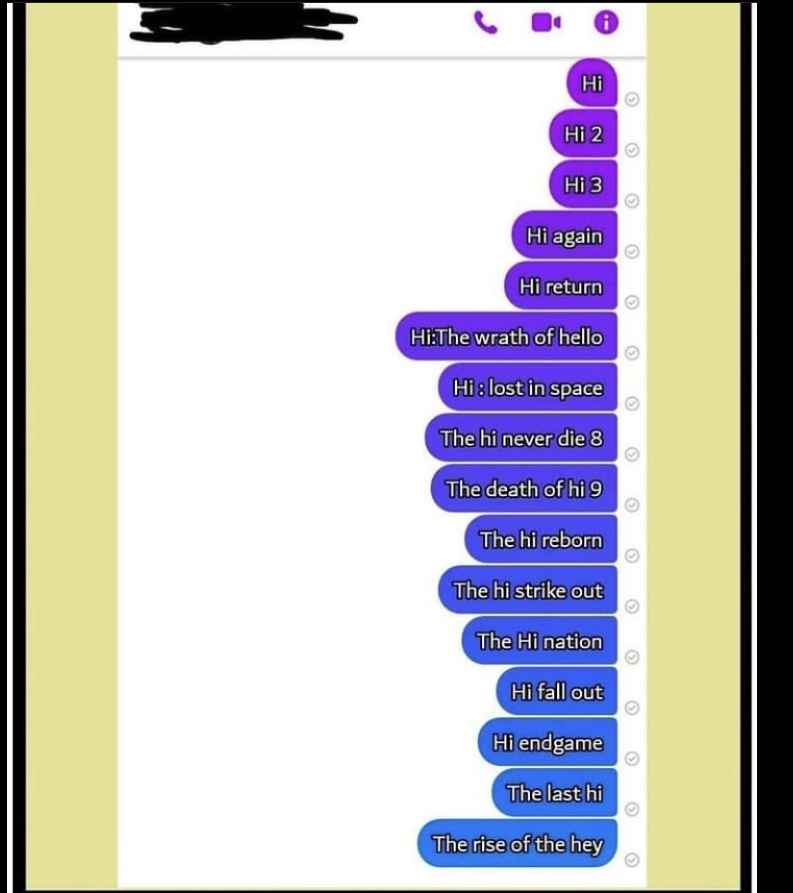 Hi
Hi 2
Hi 3
Hi again
Hi return
Hi:The wrath of hello
Hi : lost in space
The hi never die 8
The death of hi 9
The hi reborn
The hi strike out
The Hi nation
Hi fall out
Hi endgame
The last hi
The rise of the hey